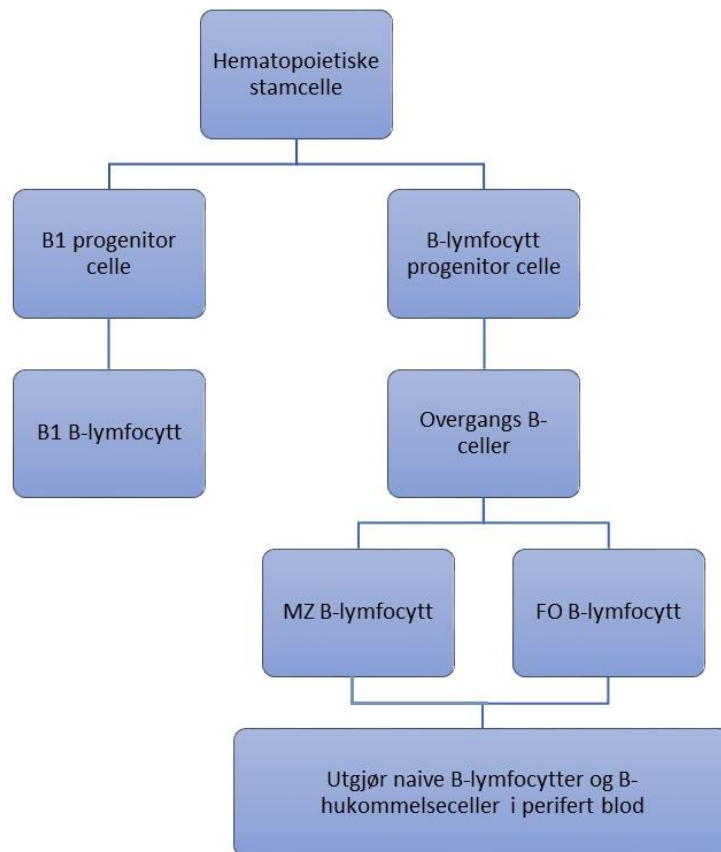 Hematopoietiske
stamcelle
B1 progenitor
celle
B-lymfocytt
progenitor celle
B1 B-lymfocytt
Overgangs B-
celler
MZ B-lymfocytt
FO B-lymfocytt
Utgjør naive B-lymfocytter og B-
hukommelseceller i perifert blod